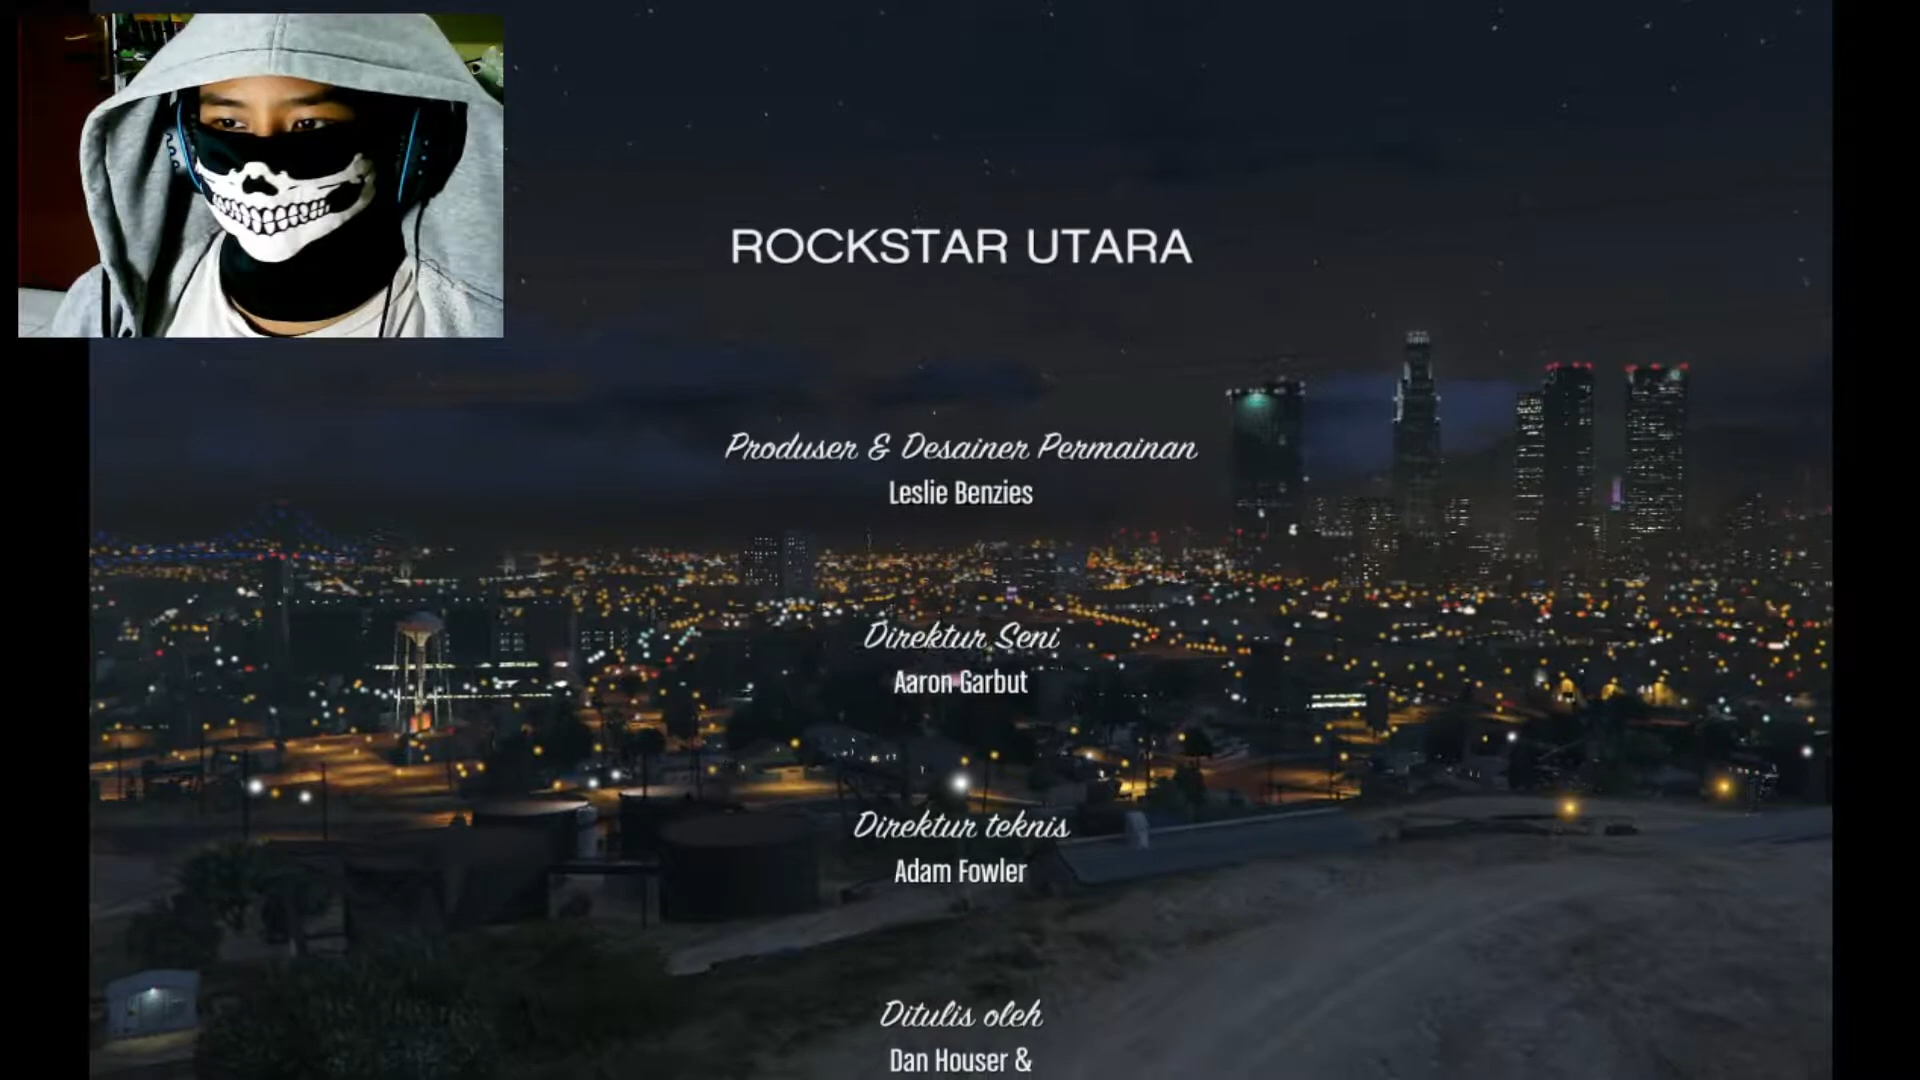 ROCKSTAR UTARA
Produser & Desainer Permainan
Leslie Benzies
Direktur Seni
Aaron Garbut
Direktur teknis
Adam Fowler
Ditulis oleh
Dan Houser &